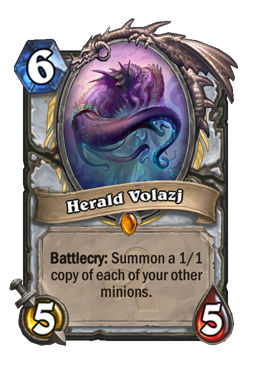 6
Herald Volazj
Battlecry: Summon a 1/1
copy of each of your other
minions.
5
5